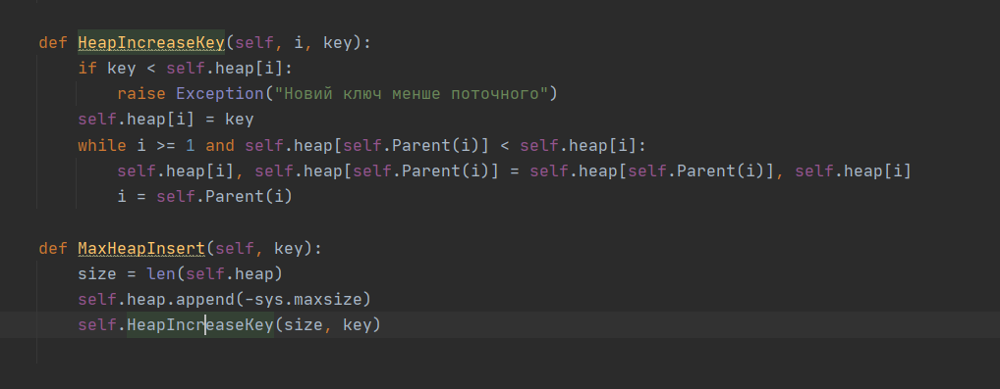 def HeapIncreaseKey(self, i, key):
    if key < self.heap[i]:
        raise Exception("Новий ключ менше поточного")
    self.heap[i] = key
    while i >= 1 and self.heap[self.Parent(i)] < self.heap[i]:
        self.heap[i], self.heap[self.Parent(i)] = self.heap[self.Parent(i)], self.heap[i]
        i = self.Parent(i)
def MaxHeapInsert(self, key):
    size = len(self.heap)
    self.heap.append(-sys.maxsize)
    self.HeapIncreaseKey(size, key)